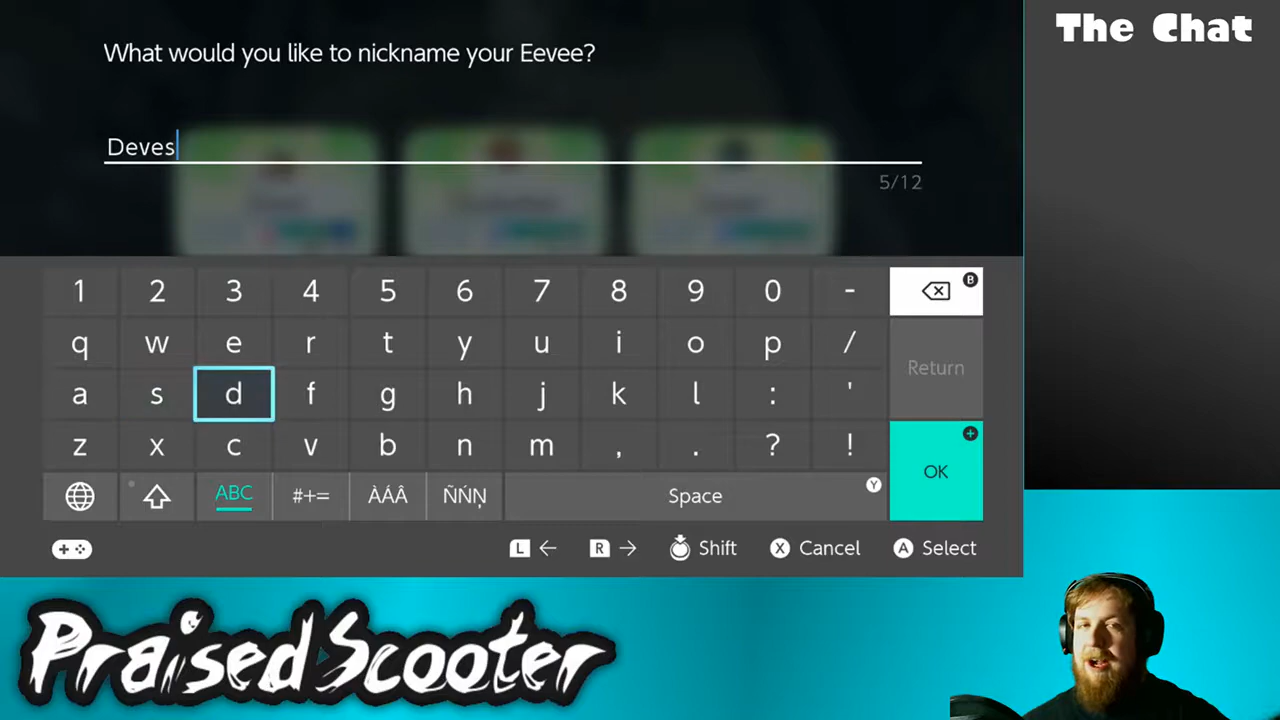 What would you like to nickname your Eevee?
The Chat
Deves
5/12
1 2 3 4 5 6 7 8 9 0 - B
q w e r t y u i o p / Return
a s d f g h j k l : '
z x c v b n m , . ? ! + OK
ABC #+= ÀÁÂ ÑŃŅ Space Y
L ← R → Shift X Cancel A Select
PraisedScooter